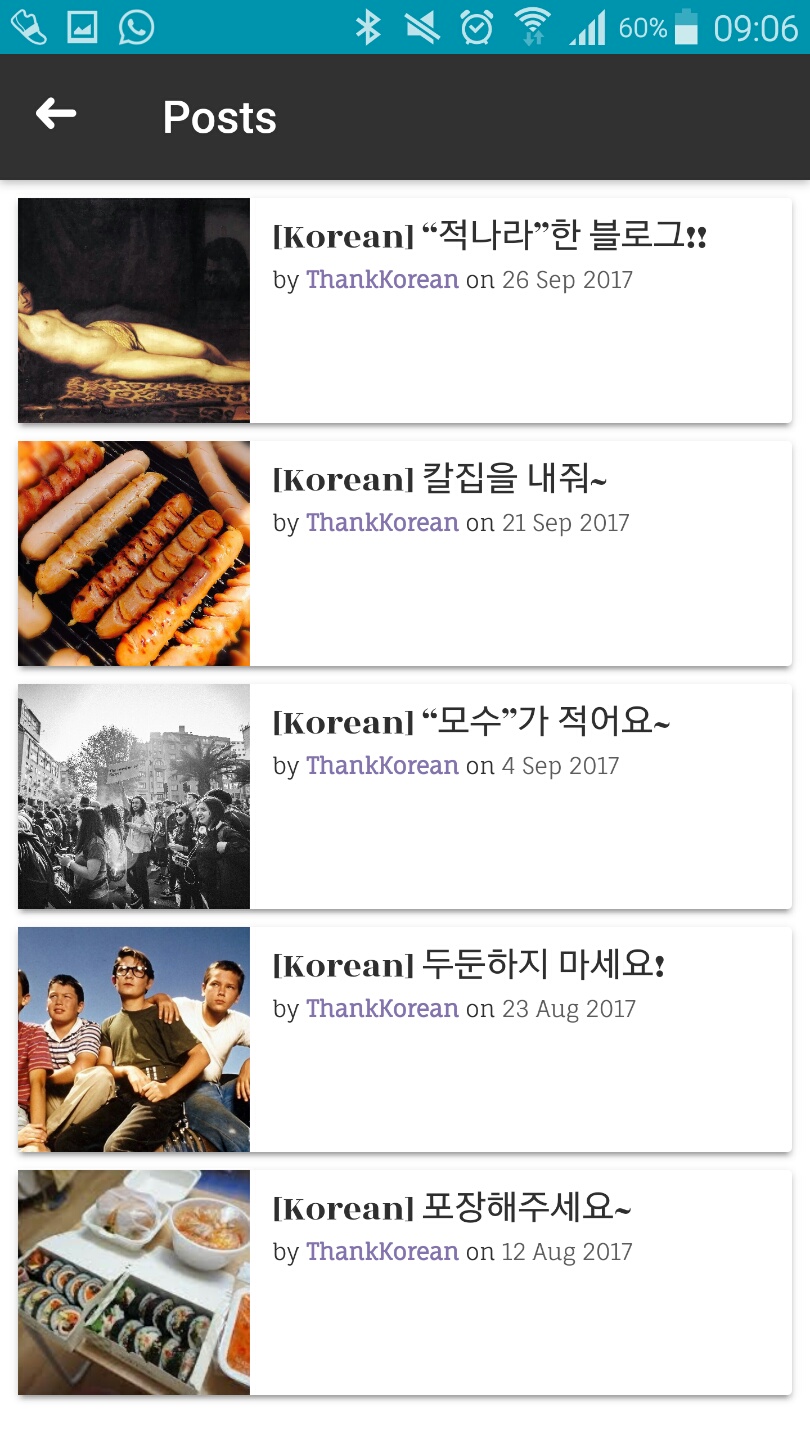 60% 09:06
Posts
[Korean] “적나라”한 블로그!!
by ThankKorean on 26 Sep 2017
[Korean] 칼집을 내줘~
by ThankKorean on 21 Sep 2017
[Korean] “모수”가 적어요~
by ThankKorean on 4 Sep 2017
[Korean] 두둔하지 마세요!
by ThankKorean on 23 Aug 2017
[Korean] 포장해주세요~
by ThankKorean on 12 Aug 2017